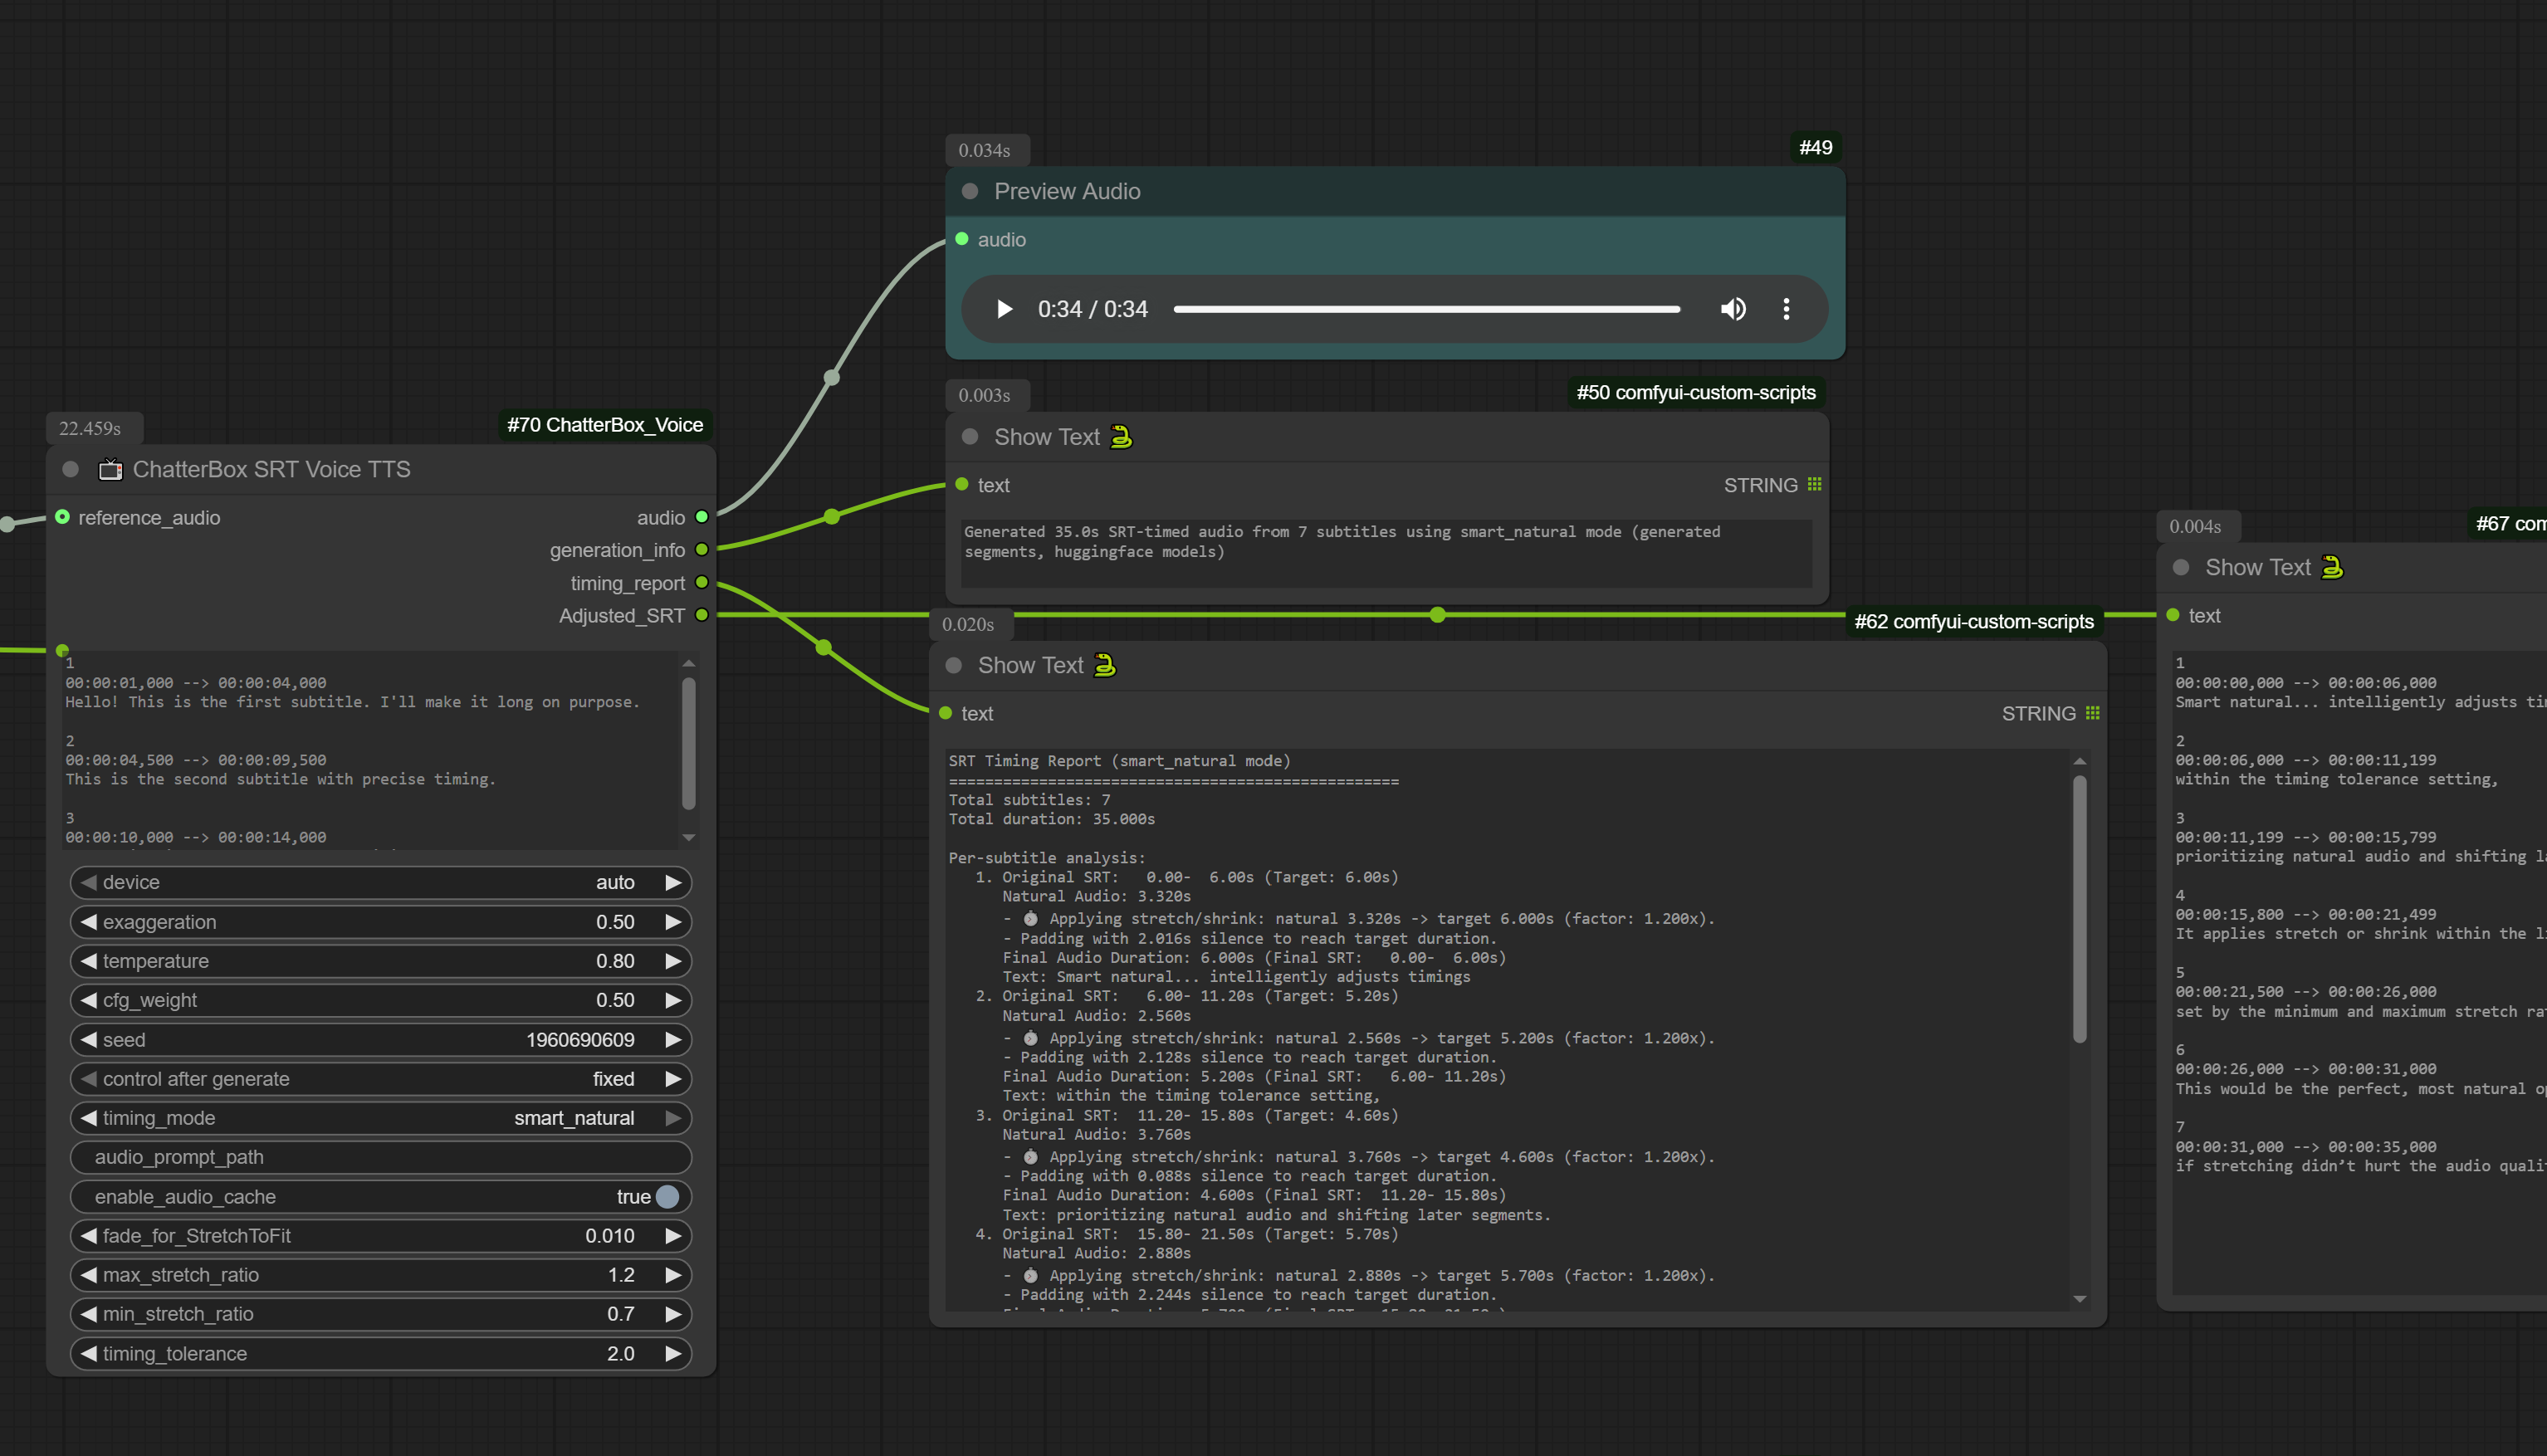 0.034s
#49
Preview Audio
audio
0:34 / 0:34
0.003s
#50 comfyui-custom-scripts
Show Text
text
STRING
Generated 35.0s SRT-timed audio from 7 subtitles using smart_natural mode (generated
segments, huggingface models)
22.459s
#70 ChatterBox_Voice
ChatterBox SRT Voice TTS
reference_audio
audio
generation_info
timing_report
Adjusted_SRT
1
00:00:01,000 --> 00:00:04,000
Hello! This is the first subtitle. I'll make it long on purpose.
2
00:00:04,500 --> 00:00:09,500
This is the second subtitle with precise timing.
3
00:00:10,000 --> 00:00:14,000
device auto
exaggeration 0.50
temperature 0.80
cfg_weight 0.50
seed 1960690609
control after generate fixed
timing_mode smart_natural
audio_prompt_path
enable_audio_cache true
fade_for_StretchToFit 0.010
max_stretch_ratio 1.2
min_stretch_ratio 0.7
timing_tolerance 2.0
0.020s
#62 comfyui-custom-scripts
Show Text
text
STRING
SRT Timing Report (smart_natural mode)
==================================================
Total subtitles: 7
Total duration: 35.000s
Per-subtitle analysis:
1. Original SRT: 0.00- 6.00s (Target: 6.00s)
Natural Audio: 3.320s
- ⏱ Applying stretch/shrink: natural 3.320s -> target 6.000s (factor: 1.200x).
- Padding with 2.016s silence to reach target duration.
Final Audio Duration: 6.000s (Final SRT: 0.00- 6.00s)
Text: Smart natural... intelligently adjusts timings
2. Original SRT: 6.00- 11.20s (Target: 5.20s)
Natural Audio: 2.560s
- ⏱ Applying stretch/shrink: natural 2.560s -> target 5.200s (factor: 1.200x).
- Padding with 2.128s silence to reach target duration.
Final Audio Duration: 5.200s (Final SRT: 6.00- 11.20s)
Text: within the timing tolerance setting,
3. Original SRT: 11.20- 15.80s (Target: 4.60s)
Natural Audio: 3.760s
- ⏱ Applying stretch/shrink: natural 3.760s -> target 4.600s (factor: 1.200x).
- Padding with 0.088s silence to reach target duration.
Final Audio Duration: 4.600s (Final SRT: 11.20- 15.80s)
Text: prioritizing natural audio and shifting later segments.
4. Original SRT: 15.80- 21.50s (Target: 5.70s)
Natural Audio: 2.880s
- ⏱ Applying stretch/shrink: natural 2.880s -> target 5.700s (factor: 1.200x).
- Padding with 2.244s silence to reach target duration.
0.004s
#67 com
Show Text
text
1
00:00:00,000 --> 00:00:06,000
Smart natural... intelligently adjusts
2
00:00:06,000 --> 00:00:11,199
within the timing tolerance setting,
3
00:00:11,199 --> 00:00:15,799
prioritizing natural audio and shifting
4
00:00:15,800 --> 00:00:21,499
It applies stretch or shrink within the
5
00:00:21,500 --> 00:00:26,000
set by the minimum and maximum stretch
6
00:00:26,000 --> 00:00:31,000
This would be the perfect, most natural
7
00:00:31,000 --> 00:00:35,000
if stretching didn’t hurt the audio